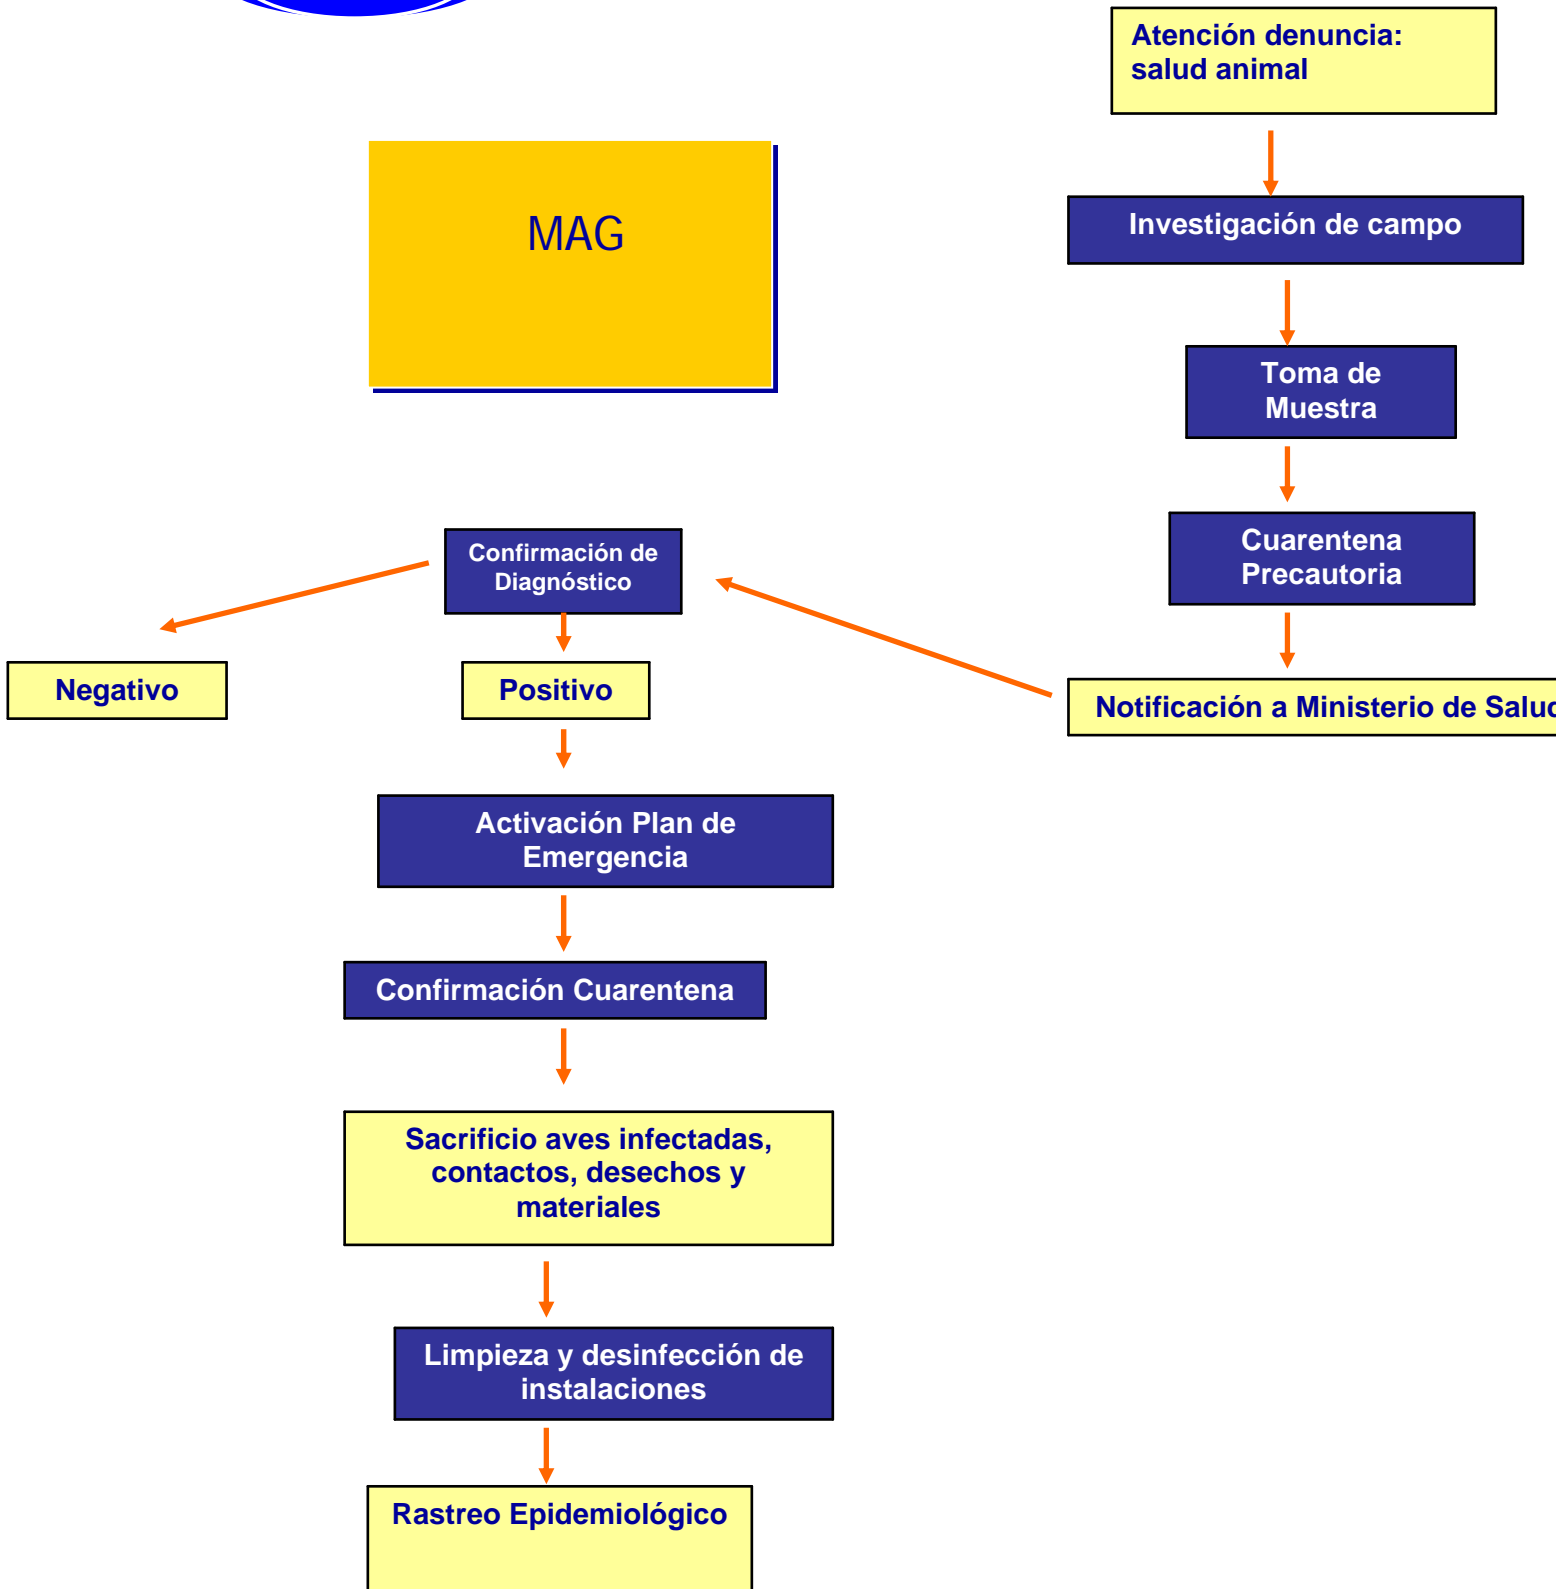 Atención denuncia:
salud animal
MAG
Investigación de campo
Toma de
Muestra
Cuarentena
Precautoria
Notificación a Ministerio de Salud
Confirmación de
Diagnóstico
Negativo
Positivo
Activación Plan de
Emergencia
Confirmación Cuarentena
Sacrificio aves infectadas,
contactos, desechos y
materiales
Limpieza y desinfección de
instalaciones
Rastreo Epidemiológico